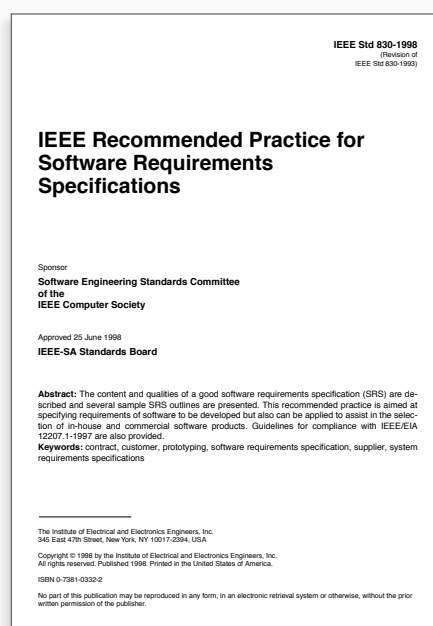 IEEE Std 830-1998
(Revision of
IEEE Std 830-1993)
IEEE Recommended Practice for
Software Requirements
Specifications
Sponsor
Software Engineering Standards Committee
of the
IEEE Computer Society
Approved 25 June 1998
IEEE-SA Standards Board
Abstract: The content and qualities of a good software requirements specification (SRS) are de-
scribed and several sample SRS outlines are presented. This recommended practice is aimed at
specifying requirements of software to be developed but also can be applied to assist in the selec-
tion of in-house and commercial software products. Guidelines for compliance with IEEE/EIA
12207.1-1997 are also provided.
Keywords: contract, customer, prototyping, software requirements specification, supplier, system
requirements specifications
The Institute of Electrical and Electronics Engineers, Inc.
345 East 47th Street, New York, NY 10017-2394, USA
Copyright © 1998 by the Institute of Electrical and Electronics Engineers, Inc.
All rights reserved. Published 1998. Printed in the United States of America.
ISBN 0-7381-0332-2
No part of this publication may be reproduced in any form, in an electronic retrieval system or otherwise, without the prior
written permission of the publisher.